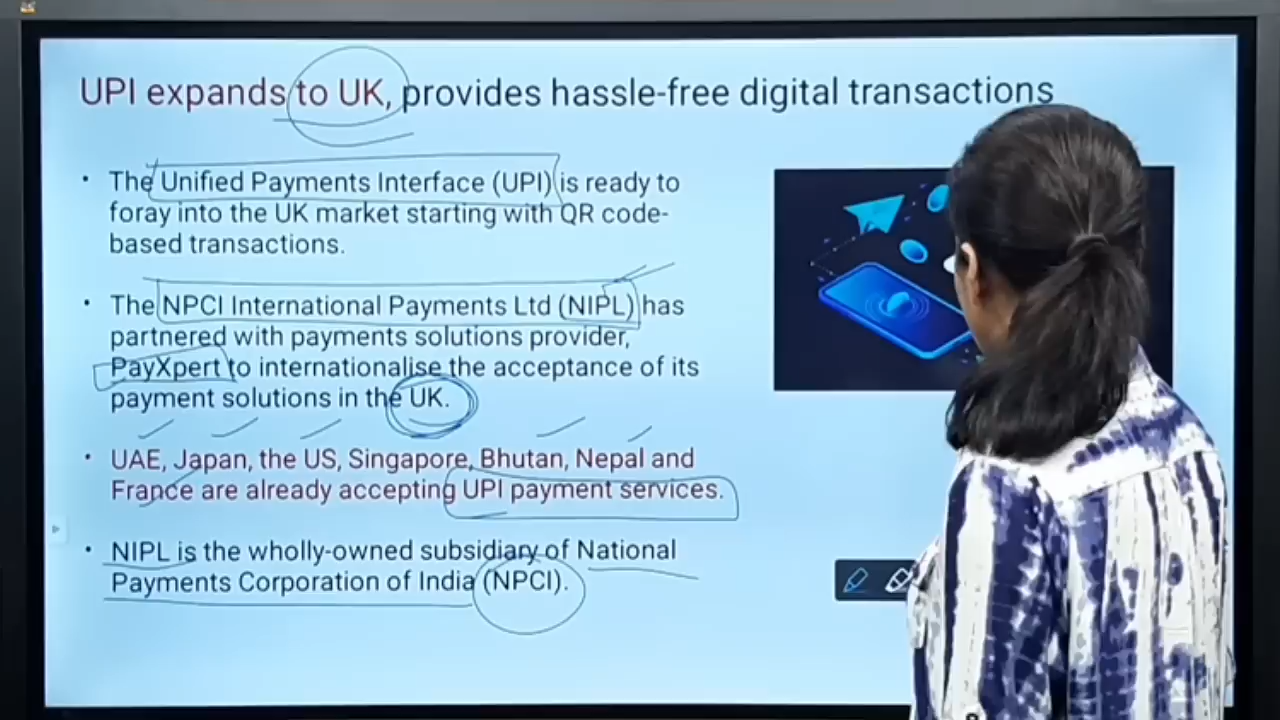 UPI expands to UK, provides hassle-free digital transactions
• The Unified Payments Interface (UPI) is ready to
foray into the UK market starting with QR code-
based transactions.
• The NPCI International Payments Ltd (NIPL) has
partnered with payments solutions provider,
PayXpert to internationalise the acceptance of its
payment solutions in the UK.
• UAE, Japan, the US, Singapore, Bhutan, Nepal and
France are already accepting UPI payment services.
• NIPL is the wholly-owned subsidiary of National
Payments Corporation of India (NPCI).